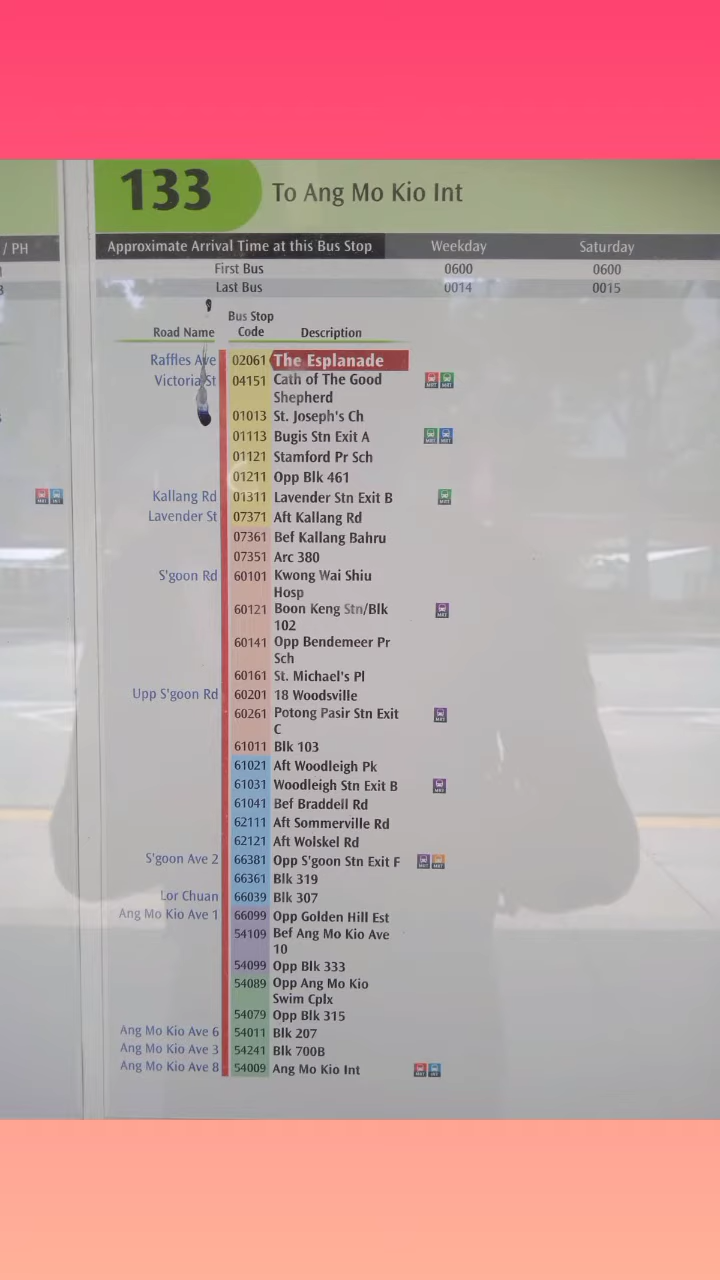 / PH
133 To Ang Mo Kio Int
Approximate Arrival Time at this Bus Stop Weekday Saturday
First Bus 0600 0600
Last Bus 0014 0015
Road Name Bus Stop Code Description
Raffles Ave 02061 The Esplanade
Victoria St 04151 Cath of The Good
Shepherd
01013 St. Joseph's Ch
01113 Bugis Stn Exit A
01121 Stamford Pr Sch
01211 Opp Blk 461
Kallang Rd 01311 Lavender Stn Exit B
Lavender St 07371 Aft Kallang Rd
07361 Bef Kallang Bahru
07351 Arc 380
S'goon Rd 60101 Kwong Wai Shiu
Hosp
60121 Boon Keng Stn/Blk
102
60141 Opp Bendemeer Pr
Sch
60161 St. Michael's Pl
Upp S'goon Rd 60201 18 Woodsville
60261 Potong Pasir Stn Exit
C
61011 Blk 103
61021 Aft Woodleigh Pk
61031 Woodleigh Stn Exit B
61041 Bef Braddell Rd
62111 Aft Sommerville Rd
62121 Aft Wolskel Rd
S'goon Ave 2 66381 Opp S'goon Stn Exit F
66361 Blk 319
Lor Chuan 66039 Blk 307
Ang Mo Kio Ave 1 66099 Opp Golden Hill Est
54109 Bef Ang Mo Kio Ave
10
54099 Opp Blk 333
54089 Opp Ang Mo Kio
Swim Cplx
54079 Opp Blk 315
Ang Mo Kio Ave 6 54011 Blk 207
Ang Mo Kio Ave 3 54241 Blk 700B
Ang Mo Kio Ave 8 54009 Ang Mo Kio Int